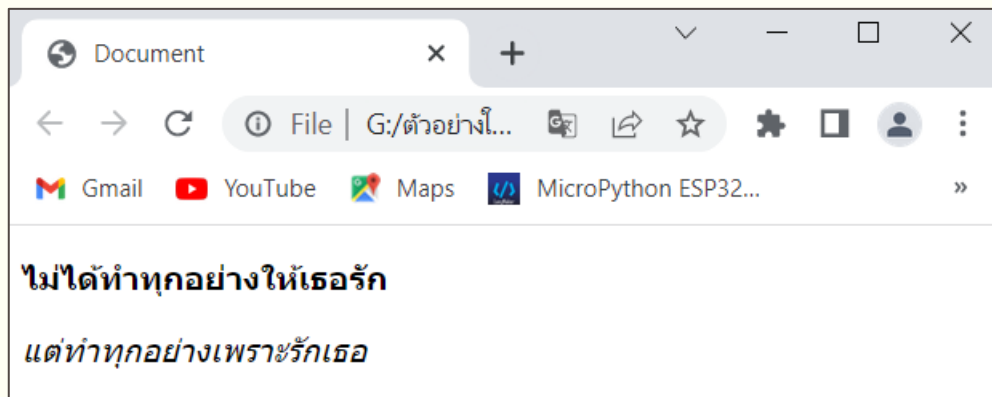 Document
File | G:/ตัวอย่างใ...
Gmail YouTube Maps MicroPython ESP32... »
ไม่ได้ทำทุกอย่างให้เธอรัก
แต่ทำทุกอย่างเพราะรักเธอ